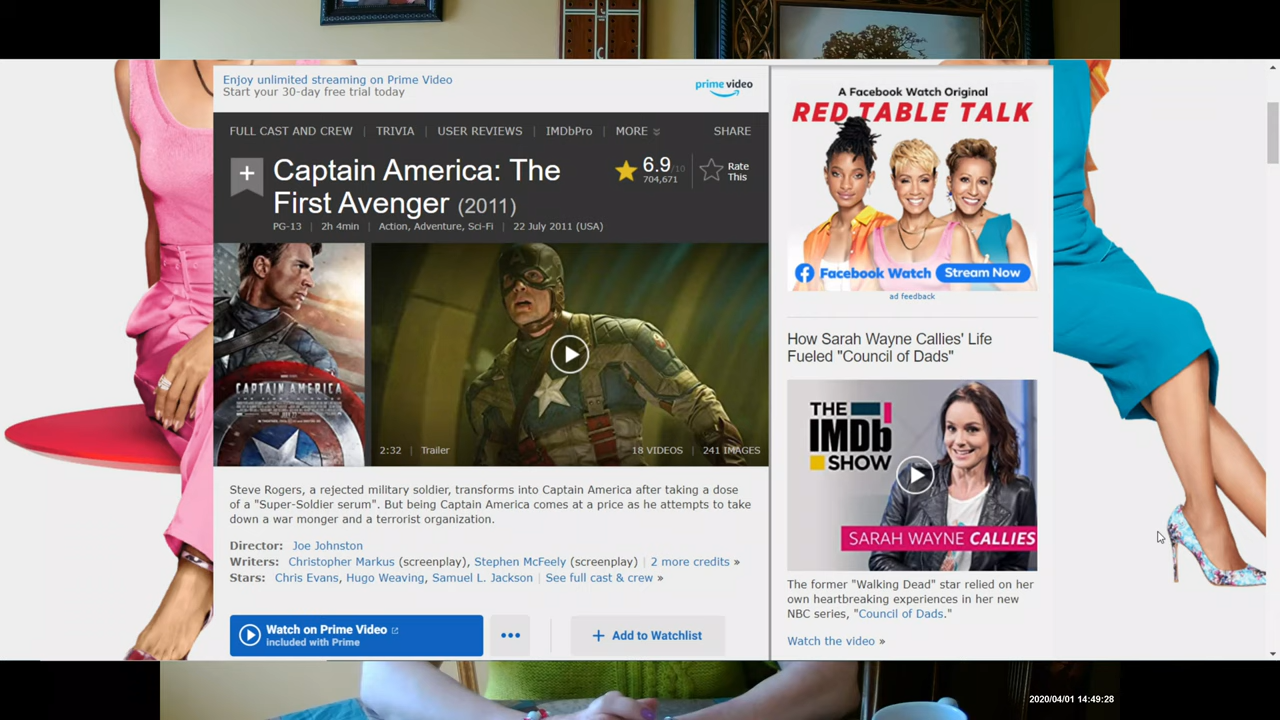 Enjoy unlimited streaming on Prime Video
Start your 30-day free trial today
prime video
FULL CAST AND CREW | TRIVIA | USER REVIEWS | IMDbPro | MORE | SHARE
+
Captain America: The
First Avenger (2011)
6.9/10
704,671
Rate
This
PG-13 | 2h 4min | Action, Adventure, Sci-Fi | 22 July 2011 (USA)
CAPTAIN AMERICA
THE FIRST AVENGER
2:32 | Trailer
18 VIDEOS | 241 IMAGES
Steve Rogers, a rejected military soldier, transforms into Captain America after taking a dose
of a "Super-Soldier serum". But being Captain America comes at a price as he attempts to take
down a war monger and a terrorist organization.
Director: Joe Johnston
Writers: Christopher Markus (screenplay), Stephen McFeely (screenplay) | 2 more credits »
Stars: Chris Evans, Hugo Weaving, Samuel L. Jackson | See full cast & crew »
Watch on Prime Video
included with Prime
+ Add to Watchlist
A Facebook Watch Original
RED TABLE TALK
Facebook Watch Stream Now
ad feedback
How Sarah Wayne Callies' Life
Fueled "Council of Dads"
THE
IMDb
SHOW
SARAH WAYNE CALLIES
The former "Walking Dead" star relied on her
own heartbreaking experiences in her new
NBC series, "Council of Dads."
Watch the video »
2020/04/01 14:49:28